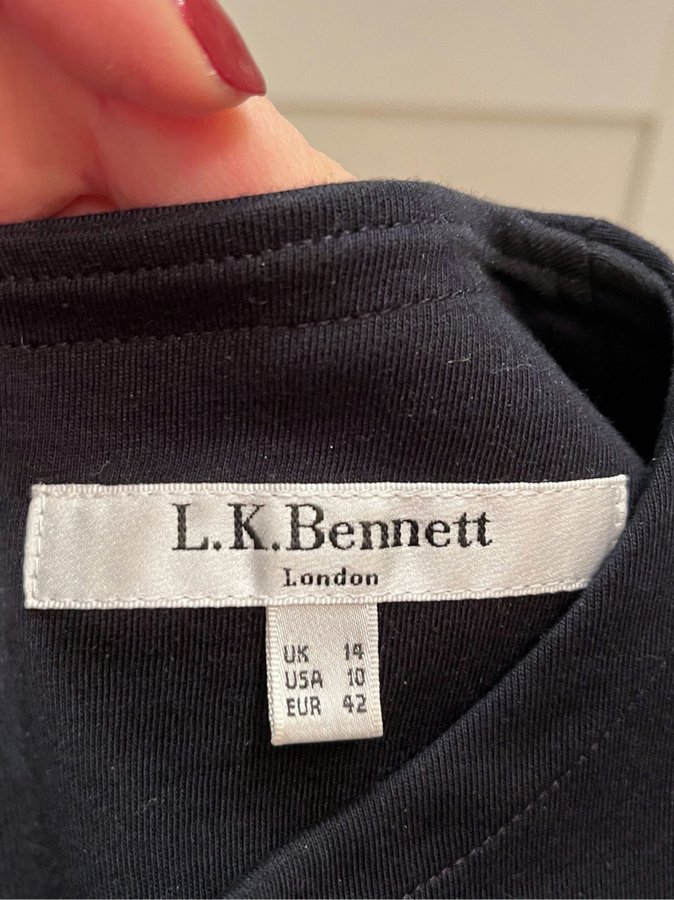 L.K.Bennett
London
UK 14
USA 10
EUR 42